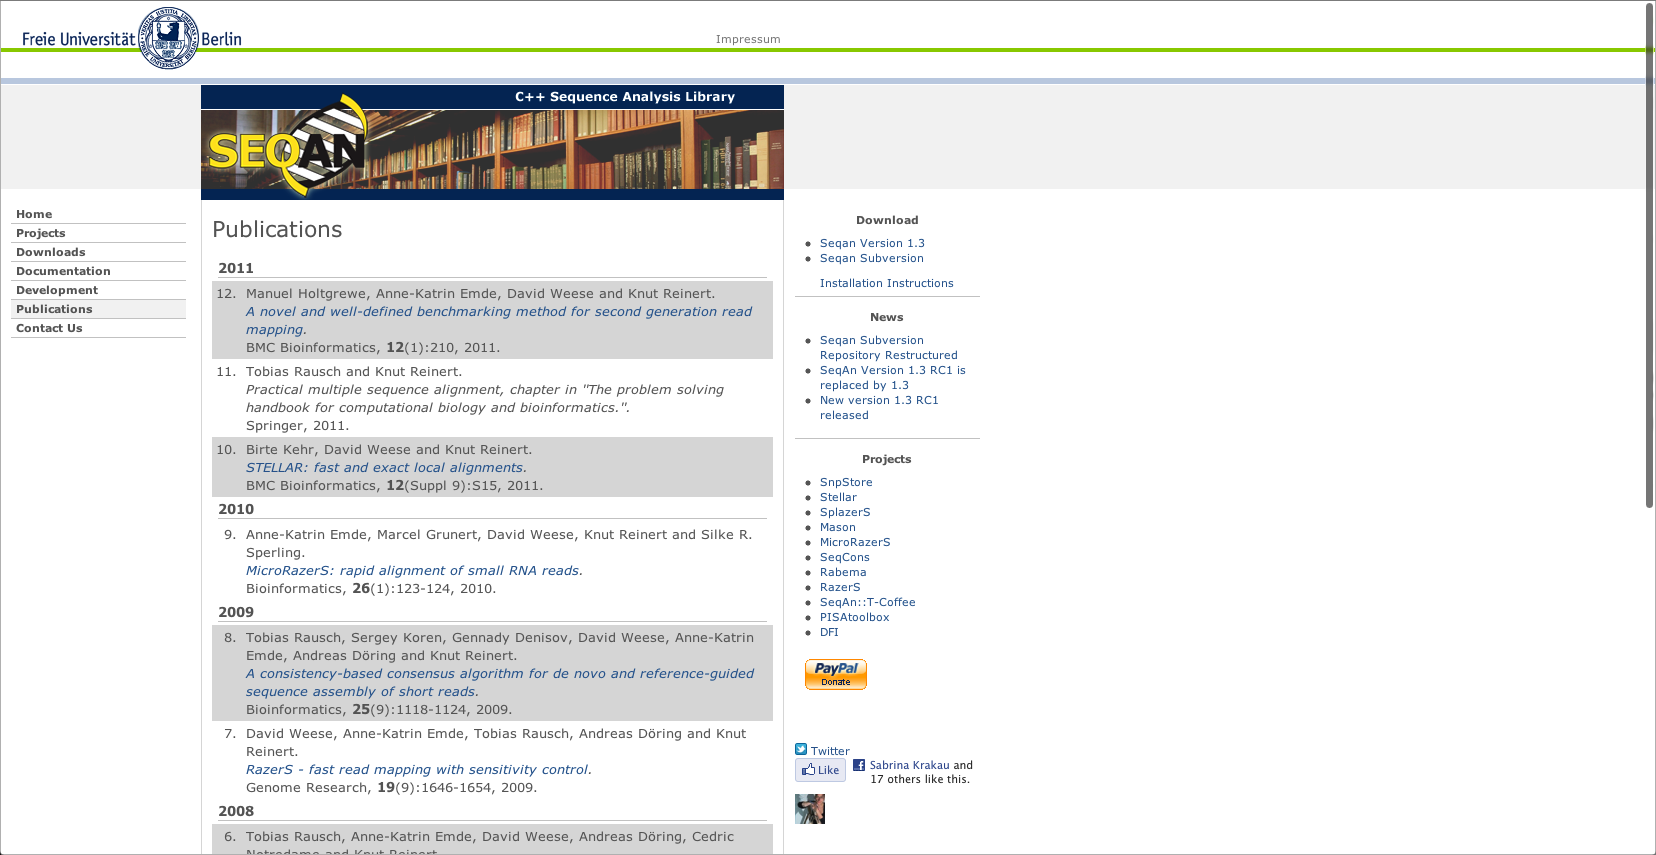 Freie Universität Berlin
Impressum
C++ Sequence Analysis Library
SEQAN
Home
Projects
Downloads
Documentation
Development
Publications
Contact Us
Publications
2011
12. Manuel Holtgrewe, Anne-Katrin Emde, David Weese and Knut Reinert.
A novel and well-defined benchmarking method for second generation read
mapping.
BMC Bioinformatics, 12(1):210, 2011.
11. Tobias Rausch and Knut Reinert.
Practical multiple sequence alignment, chapter in "The problem solving
handbook for computational biology and bioinformatics.".
Springer, 2011.
10. Birte Kehr, David Weese and Knut Reinert.
STELLAR: fast and exact local alignments.
BMC Bioinformatics, 12(Suppl 9):S15, 2011.
2010
9. Anne-Katrin Emde, Marcel Grunert, David Weese, Knut Reinert and Silke R.
Sperling.
MicroRazerS: rapid alignment of small RNA reads.
Bioinformatics, 26(1):123-124, 2010.
2009
8. Tobias Rausch, Sergey Koren, Gennady Denisov, David Weese, Anne-Katrin
Emde, Andreas Döring and Knut Reinert.
A consistency-based consensus algorithm for de novo and reference-guided
sequence assembly of short reads.
Bioinformatics, 25(9):1118-1124, 2009.
7. David Weese, Anne-Katrin Emde, Tobias Rausch, Andreas Döring and Knut
Reinert.
RazerS - fast read mapping with sensitivity control.
Genome Research, 19(9):1646-1654, 2009.
2008
6. Tobias Rausch, Anne-Katrin Emde, David Weese, Andreas Döring, Cedric
Notredame and Knut Reinert.
Download
Seqan Version 1.3
Seqan Subversion
Installation Instructions
News
Seqan Subversion
Repository Restructured
SeqAn Version 1.3 RC1 is
replaced by 1.3
New version 1.3 RC1
released
Projects
SnpStore
Stellar
SplazerS
Mason
MicroRazerS
SeqCons
Rabema
RazerS
SeqAn::T-Coffee
PISAtoolbox
DFI
PayPal
Donate
Twitter
Like
Sabrina Krakau and
17 others like this.